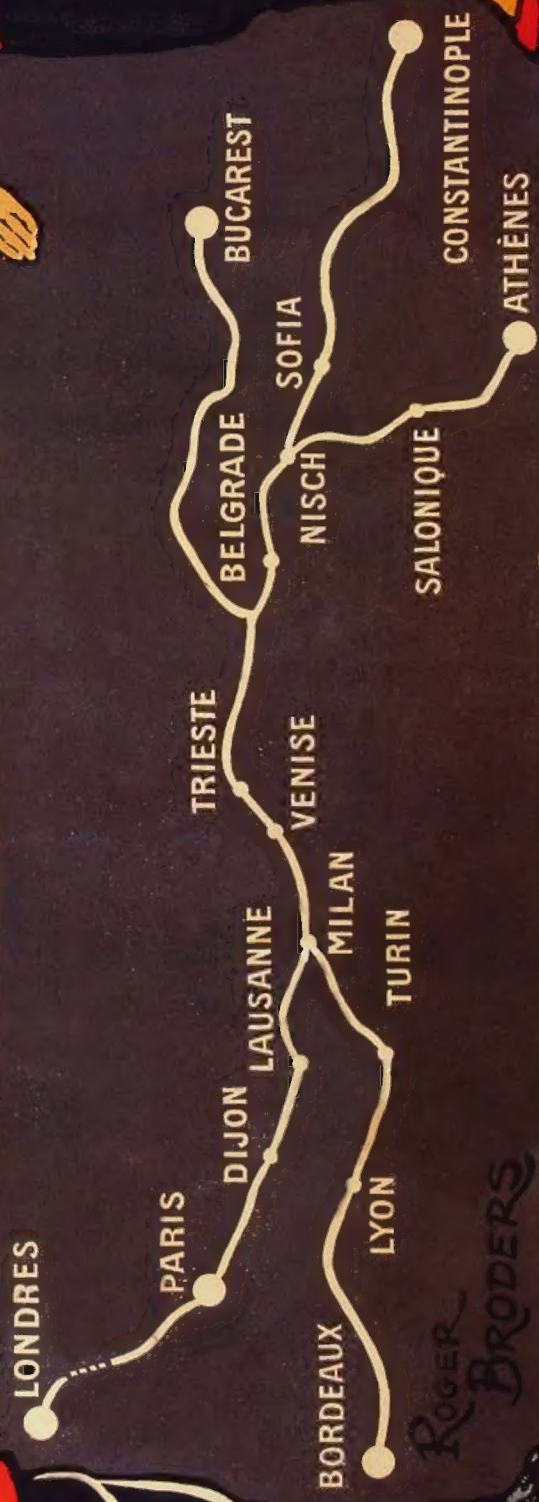 LONDRES
PARIS
DIJON
LAUSANNE
BORDEAUX
LYON
TURIN
MILAN
VENISE
TRIESTE
BELGRADE
NISCH
SOFIA
BUCAREST
SALONIQUE
CONSTANTINOPLE
ATHÈNES
ROGER
BRODERS